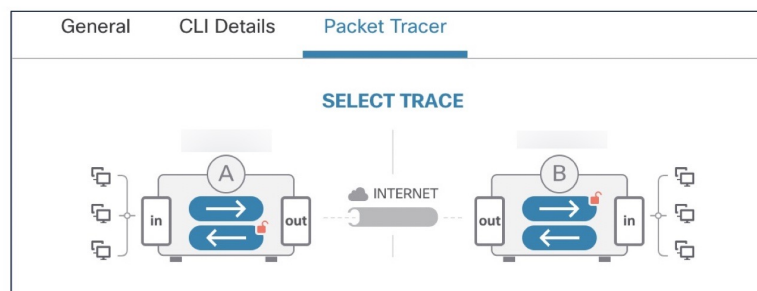 General CLI Details Packet Tracer
SELECT TRACE
A B
INTERNET
in out out in